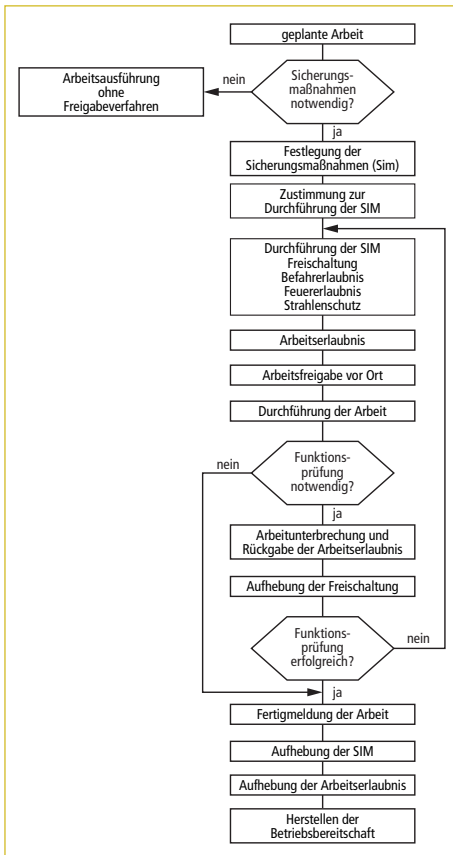 geplante Arbeit
Arbeitsausführung
ohne
Freigabeverfahren
nein
Sicherungs-
maßnahmen
notwendig?
ja
Festlegung der
Sicherungsmaßnahmen (Sim)
Zustimmung zur
Durchführung der SIM
Durchführung der SIM
Freischaltung
Befahrerlaubnis
Feuererlaubnis
Strahlenschutz
Arbeitserlaubnis
Arbeitsfreigabe vor Ort
Durchführung der Arbeit
nein
Funktions-
prüfung
notwendig?
ja
Arbeitunterbrechung und
Rückgabe der Arbeitserlaubnis
Aufhebung der Freischaltung
Funktions-
prüfung
erfolgreich?
nein
ja
Fertigmeldung der Arbeit
Aufhebung der SIM
Aufhebung der Arbeitserlaubnis
Herstellen der
Betriebsbereitschaft